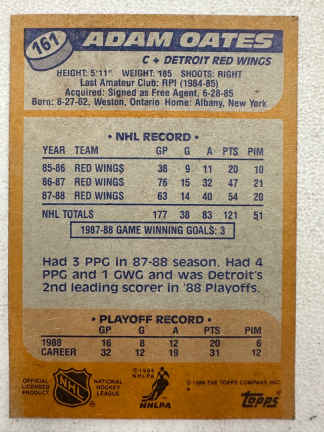 161 ADAM OATES
C • DETROIT RED WINGS
HEIGHT: 5'11" WEIGHT: 185 SHOOTS: RIGHT
Last Amateur Club: RPI (1984-85)
Acquired: Signed as Free Agent, 6-28-85
Born: 8-27-62, Weston, Ontario Home: Albany, New York
• NHL RECORD •
YEAR TEAM GP G A PTS PIM
85-86 RED WINGS 38 9 11 20 10
86-87 RED WINGS 76 15 32 47 21
87-88 RED WINGS 63 14 40 54 20
NHL TOTALS 177 38 83 121 51
1987-88 GAME WINNING GOALS: 3
Had 3 PPG in 87-88 season. Had 4
PPG and 1 GWG and was Detroit's
2nd leading scorer in '88 Playoffs.
• PLAYOFF RECORD •
GP G A PTS PIM
1988 16 8 12 20 6
CAREER 32 12 19 31 12
OFFICIAL
LICENSED
PRODUCT
NHL
NATIONAL
HOCKEY
LEAGUE
NHLPA
NHLPA
THE TOPPS COMPANY, INC.
topps